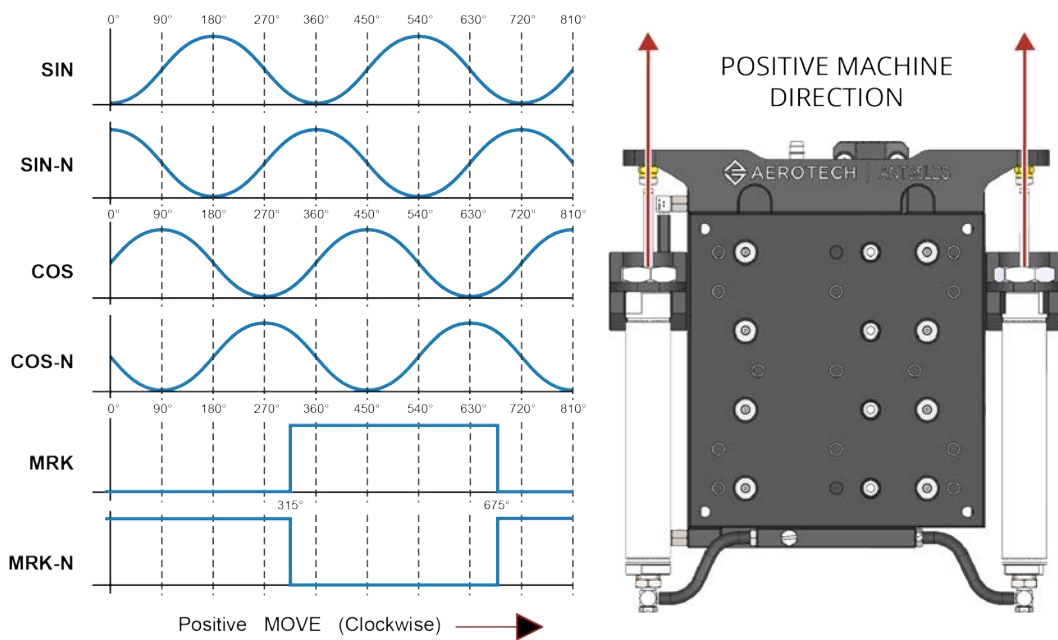 0° 90° 180° 270° 360° 450° 540° 630° 720° 810°
SIN
SIN-N
0° 90° 180° 270° 360° 450° 540° 630° 720° 810°
COS
COS-N
0° 90° 180° 270° 360° 450° 540° 630° 720° 810°
MRK
315° 675°
MRK-N
Positive MOVE (Clockwise)
POSITIVE MACHINE
DIRECTION
AEROTECH